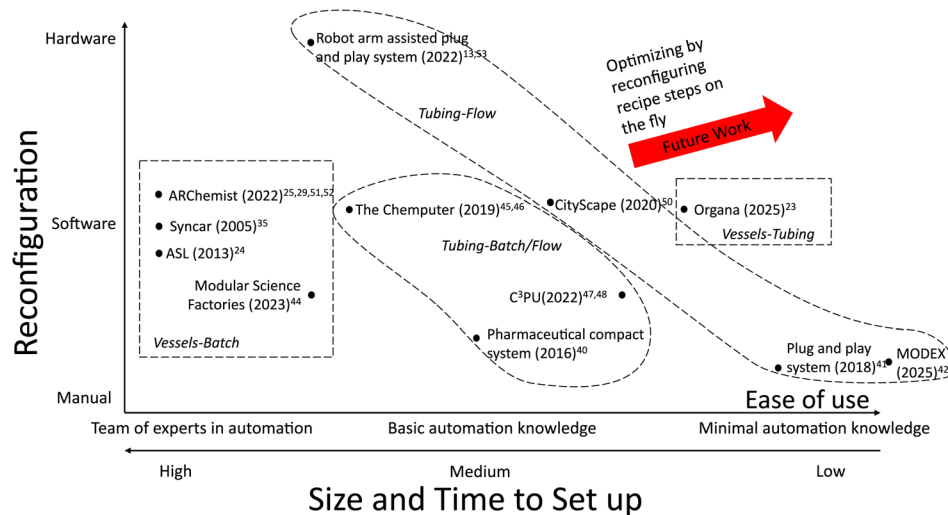 Reconfiguration
Hardware
Software
Manual
Robot arm assisted plug
and play system (2022)13,53
Tubing-Flow
Optimizing by
reconfiguring
recipe steps on
the fly
Future Work
ARChemist (2022)25,29,51,52
Syncar (2005)35
ASL (2013)24
Modular Science
Factories (2023)44
Vessels-Batch
The Chemputer (2019)45,46
Tubing-Batch/Flow
CityScape (2020)50
Organa (2025)23
Vessels-Tubing
C³PU(2022)47,48
Pharmaceutical compact
system (2016)40
Plug and play
system (2018)41
MODEX
(2025)42
Ease of use
Team of experts in automation
Basic automation knowledge
Minimal automation knowledge
High
Medium
Low
Size and Time to Set up